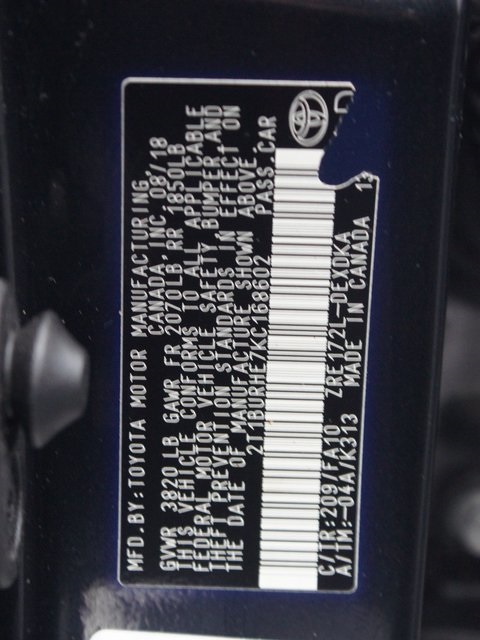 MFD.BY:TOYOTA MOTOR MANUFACTURING
CANADA, INC. 08/18
GVWR 3820LB GAWR FR 2070LB, RR 1850LB
THIS VEHICLE CONFORMS TO ALL APPLICABLE
FEDERAL MOTOR VEHICLE SAFETY, BUMPER, AND
THEFT PREVENTION STANDARDS IN EFFECT ON
THE DATE OF MANUFACTURE SHOWN ABOVE.
2T1BURHE7KC168602 PASS.CAR
C/TR:209/FA10 ZRE172L-DEXDKA
A/TM:-04A/K313 MADE IN CANADA 13